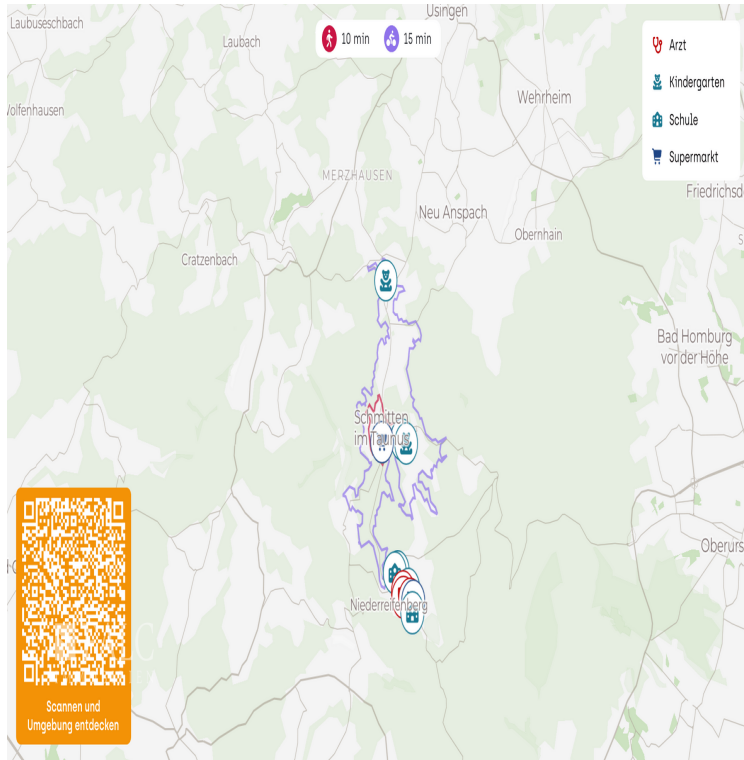 Laubuseschbach
Usingen
Laubach
10 min
15 min
Arzt
Kindergarten
Schule
Supermarkt
Wehrheim
MERZHAUSEN
Friedrichsd
Neu Anspach
Obernhain
Cratzenbach
Bad Homburg
vor der Höhe
Schmitten
im Taunus
Oberurs
Niederreifenberg
Scannen und
Umgebung entdecken